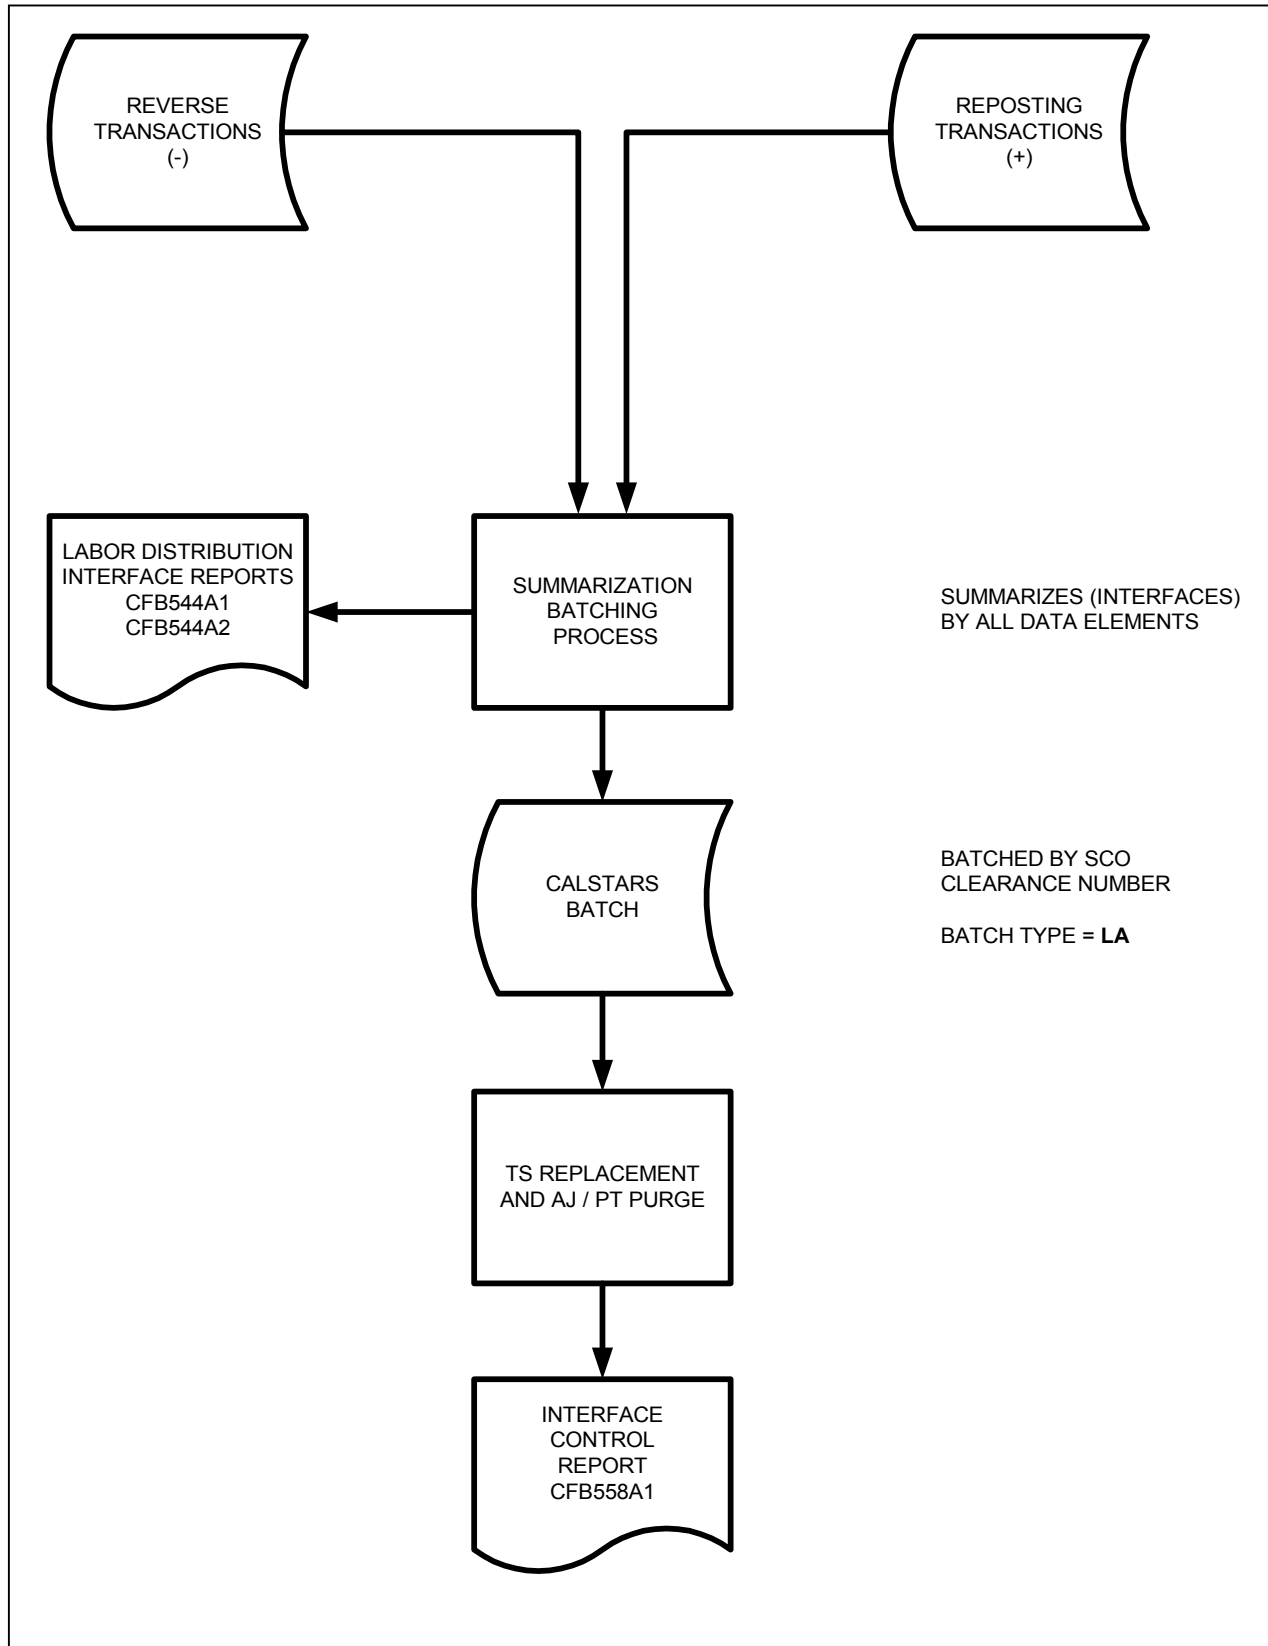 REVERSE
TRANSACTIONS
(-)
REPOSTING
TRANSACTIONS
(+)
LABOR DISTRIBUTION
INTERFACE REPORTS
CFB544A1
CFB544A2
SUMMARIZATION
BATCHING
PROCESS
SUMMARIZES (INTERFACES)
BY ALL DATA ELEMENTS
CALSTARS
BATCH
BATCHED BY SCO
CLEARANCE NUMBER
BATCH TYPE = LA
TS REPLACEMENT
AND AJ / PT PURGE
INTERFACE
CONTROL
REPORT
CFB558A1